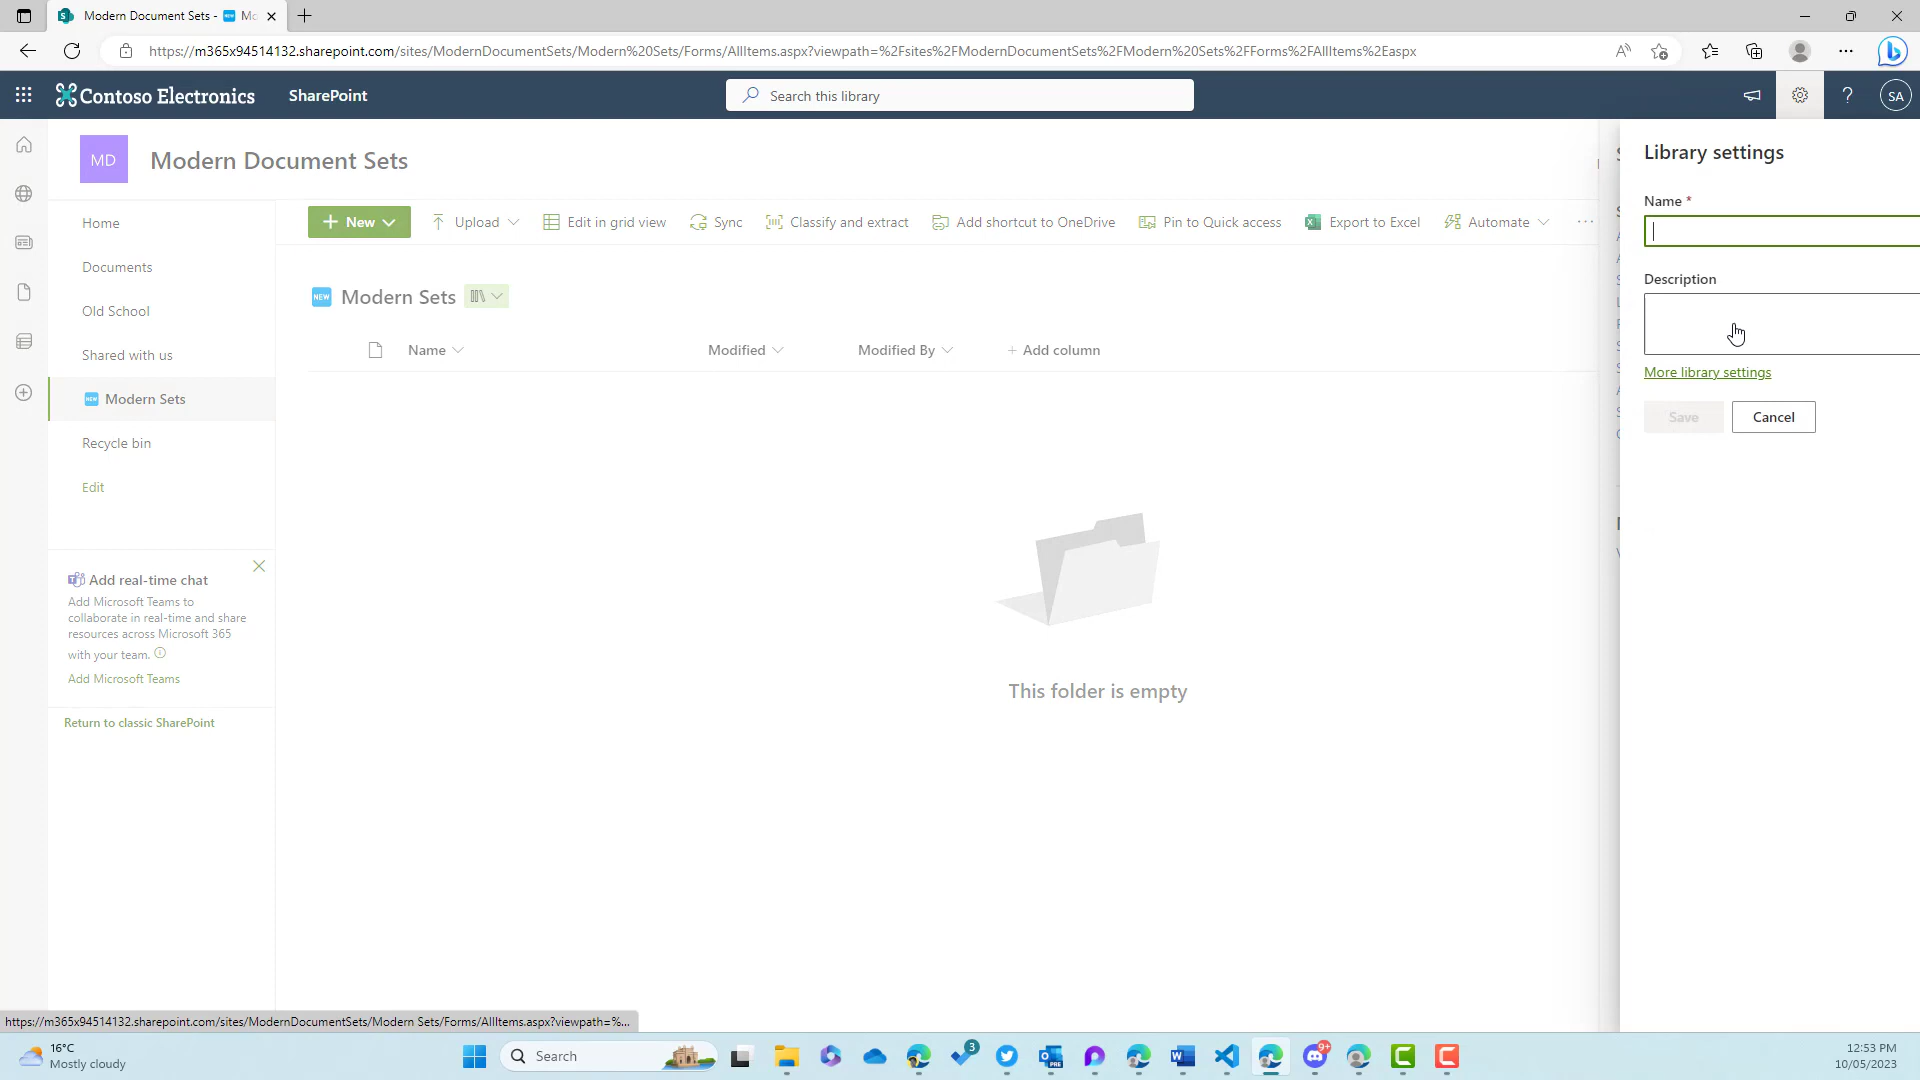 Modern Document Sets - NEW Mo
https://m365x94514132.sharepoint.com/sites/ModernDocumentSets/Modern%20Sets/Forms/AllItems.aspx?viewpath=%2Fsites%2FModernDocumentSets%2FModern%20Sets%2FForms%2FAllItems%2Easpx
Contoso Electronics
SharePoint
Search this library
?
SA
MD
Modern Document Sets
Home
Documents
Old School
Shared with us
NEW Modern Sets
Recycle bin
Edit
Add real-time chat
Add Microsoft Teams to
collaborate in real-time and share
resources across Microsoft 365
with your team.
Add Microsoft Teams
Return to classic SharePoint
+ New
Upload
Edit in grid view
Sync
Classify and extract
Add shortcut to OneDrive
Pin to Quick access
Export to Excel
Automate
...
NEW Modern Sets
Name
Modified
Modified By
+ Add column
This folder is empty
Library settings
Name *
Description
More library settings
Save
Cancel
https://m365x94514132.sharepoint.com/sites/ModernDocumentSets/Modern Sets/Forms/AllItems.aspx?viewpath=%...
16°C
Mostly cloudy
Search
3
PRE
9+
12:53 PM
10/05/2023